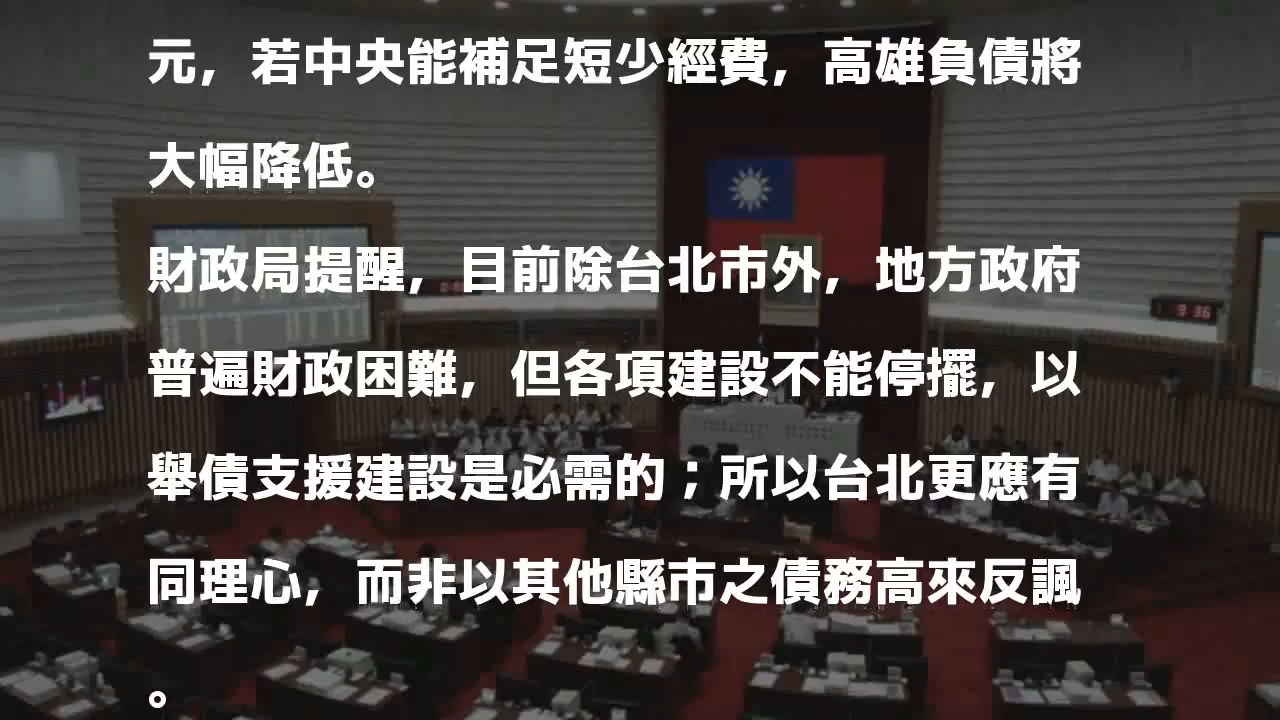 元，若中央能補足短少經費，高雄負債將
大幅降低。
財政局提醒，目前除台北市外，地方政府
普遍財政困難，但各項建設不能停擺，以
舉債支援建設是必需的；所以台北更應有
同理心，而非以其他縣市之債務高來反諷
。